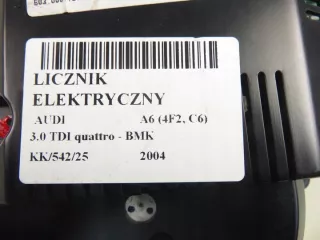 LICZNIK
ELEKTRYCZNY
AUDI A6 (4F2, C6)
3.0 TDI quattro - BMK
KK/542/25 2004